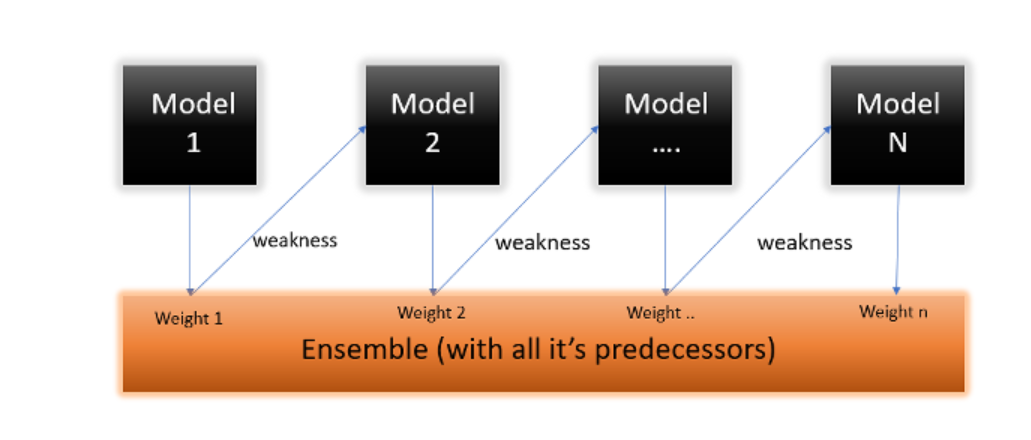 Model
1
Model
2
Model
....
Model
N
weakness
weakness
weakness
Weight 1
Weight 2
Weight ..
Weight n
Ensemble (with all it's predecessors)